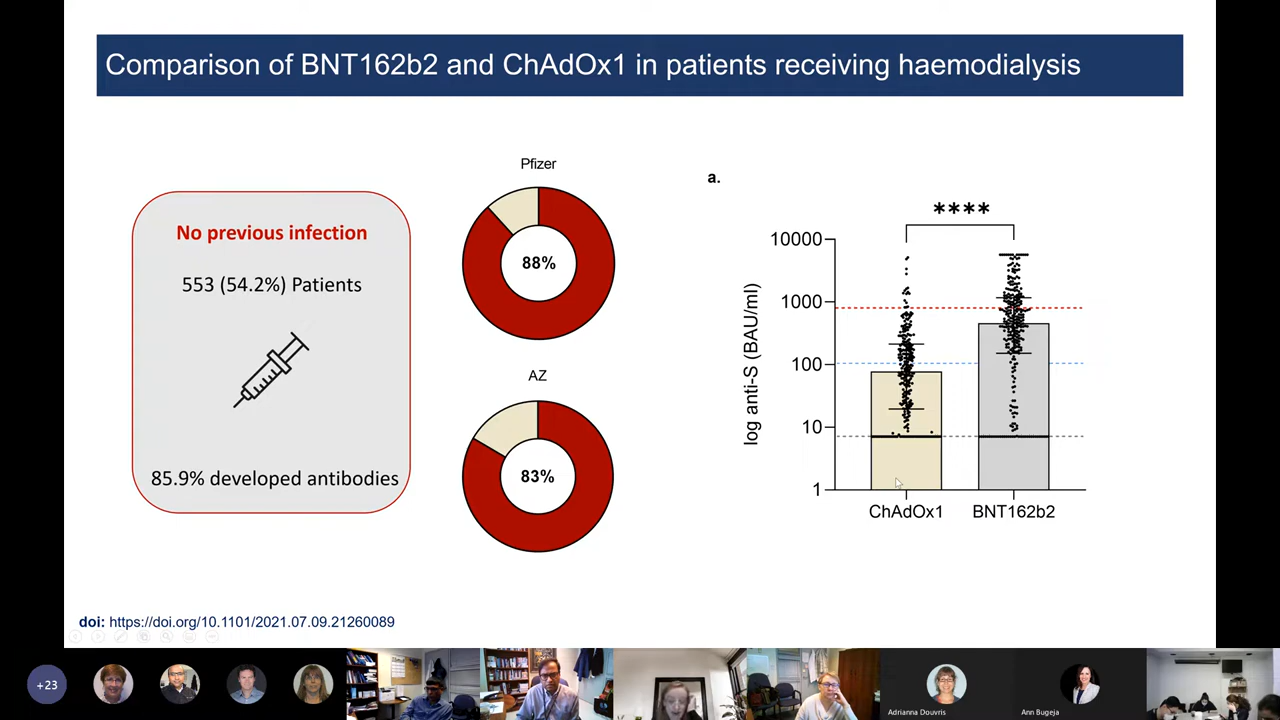 Comparison of BNT162b2 and ChAdOx1 in patients receiving haemodialysis
No previous infection
553 (54.2%) Patients
85.9% developed antibodies
Pfizer
88%
AZ
83%
a.
****
log anti-S (BAU/ml)
10000
1000
100
10
1
ChAdOx1
BNT162b2
doi: https://doi.org/10.1101/2021.07.09.21260089
+23
Adrianna Douvris
Ann Bugeja